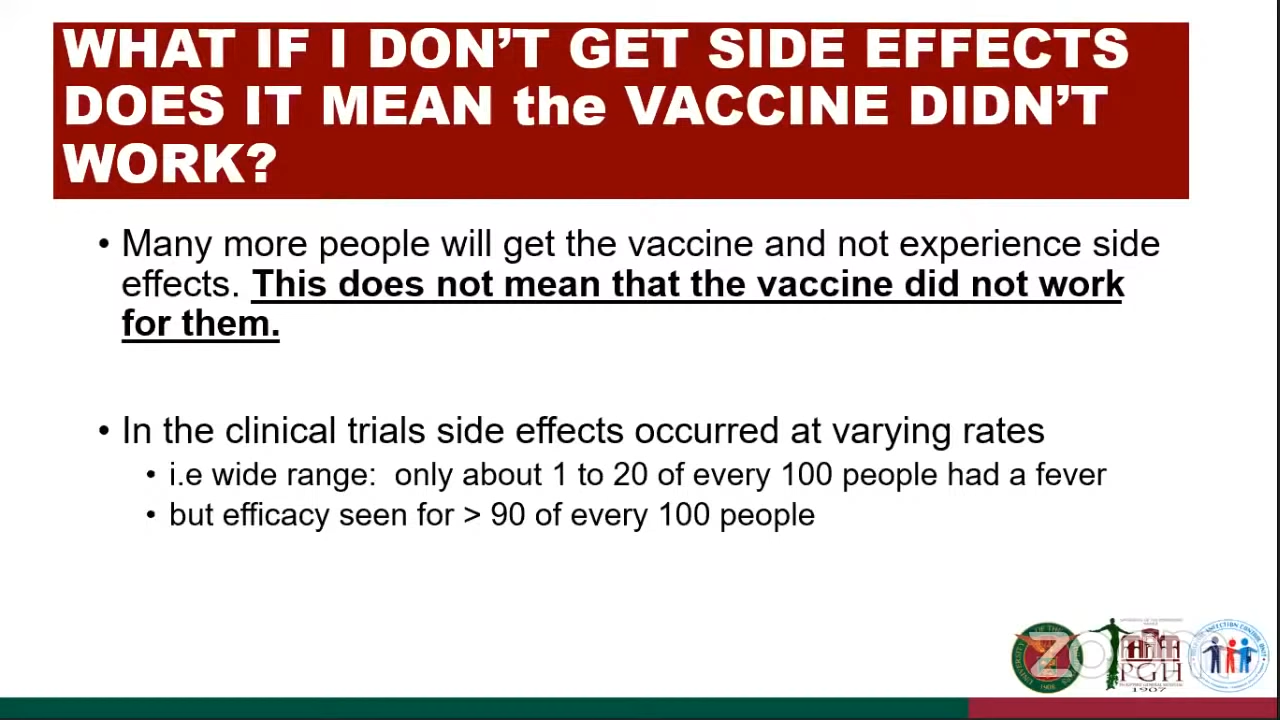 WHAT IF I DON'T GET SIDE EFFECTS
DOES IT MEAN the VACCINE DIDN'T
WORK?
• Many more people will get the vaccine and not experience side
effects. This does not mean that the vaccine did not work
for them.
• In the clinical trials side effects occurred at varying rates
• i.e wide range:  only about 1 to 20 of every 100 people had a fever
• but efficacy seen for > 90 of every 100 people
zoom
PGH
1907